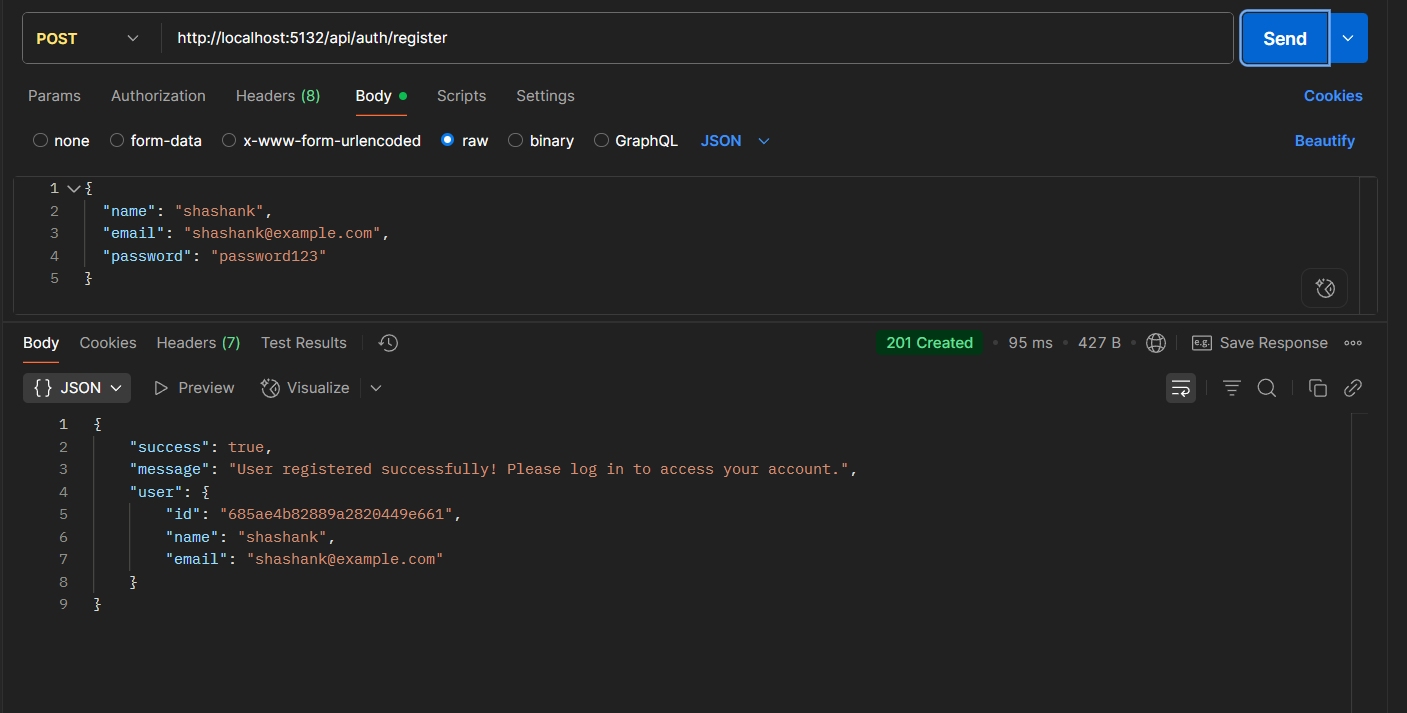 POST http://localhost:5132/api/auth/register Send
Params Authorization Headers (8) Body Scripts Settings Cookies
none form-data x-www-form-urlencoded raw binary GraphQL JSON Beautify
1 {
2 "name": "shashank",
3 "email": "shashank@example.com",
4 "password": "password123"
5 }
Body Cookies Headers (7) Test Results 201 Created • 95 ms • 427 B • e.g. Save Response
{} JSON Preview Visualize
1 {
2 "success": true,
3 "message": "User registered successfully! Please log in to access your account.",
4 "user": {
5 "id": "685ae4b82889a2820449e661",
6 "name": "shashank",
7 "email": "shashank@example.com"
8 }
9 }